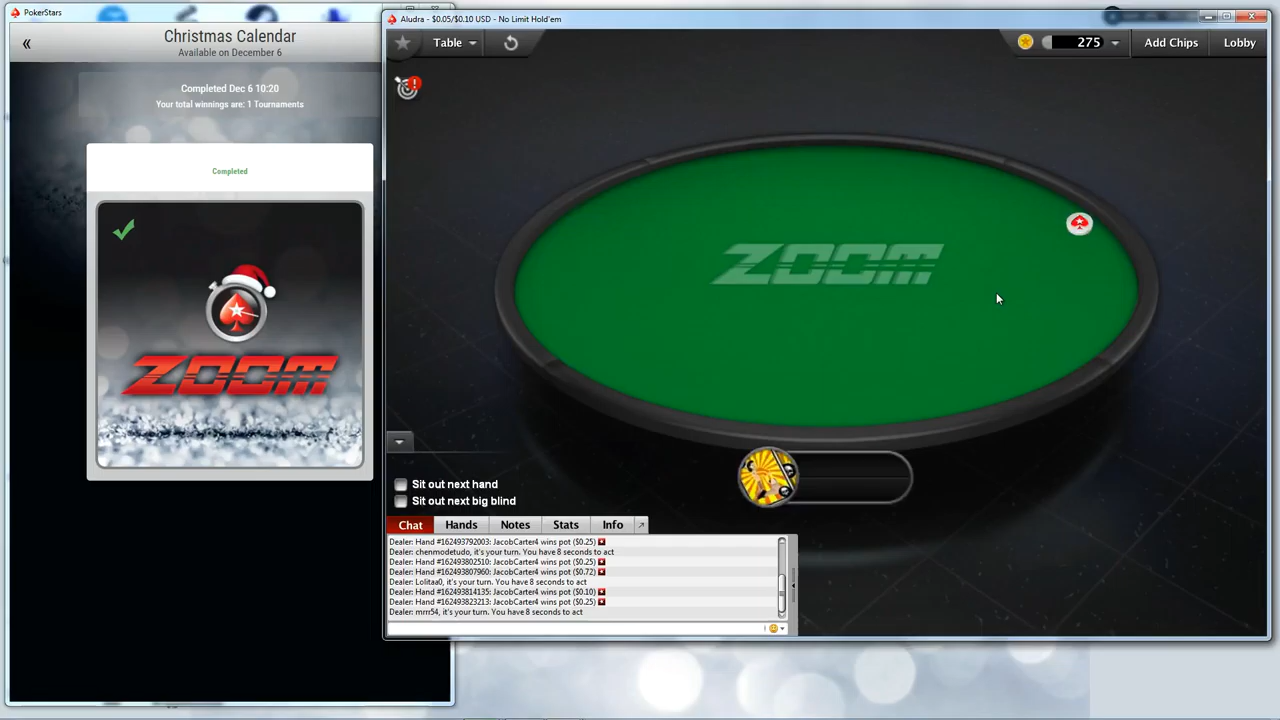 PokerStars
Christmas Calendar
Available on December 6
Completed Dec 6 10:20
Your total winnings are: 1 Tournaments
Completed
ZOOM
Aludra - $0.05/$0.10 USD - No Limit Hold'em
Table
275
Add Chips
Lobby
ZOOM
Sit out next hand
Sit out next big blind
Chat
Hands
Notes
Stats
Info
Dealer: Hand #162493792003: JacobCarter4 wins pot ($0.25)
Dealer: chenmodetudo, it's your turn. You have 8 seconds to act
Dealer: Hand #162493802510: JacobCarter4 wins pot ($0.25)
Dealer: Hand #162493807960: JacobCarter4 wins pot ($0.72)
Dealer: Lolitaa0, it's your turn. You have 8 seconds to act
Dealer: Hand #162493814135: JacobCarter4 wins pot ($0.10)
Dealer: Hand #162493823213: JacobCarter4 wins pot ($0.25)
Dealer: mrr54, it's your turn. You have 8 seconds to act